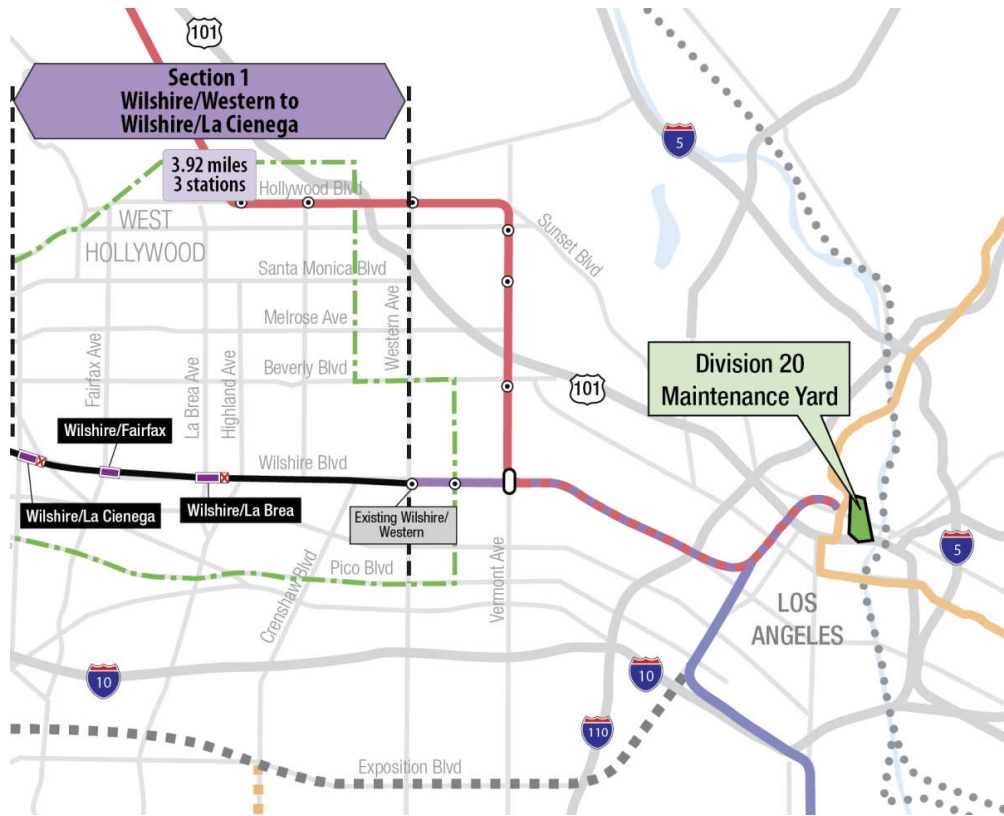 101
Section 1
Wilshire/Western to
Wilshire/La Cienega
3.92 miles
3 stations
5
Hollywood Blvd
WEST
HOLLYWOOD
Sunset Blvd
Santa Monica Blvd
Melrose Ave
Western Ave
Fairfax Ave
La Brea Ave
Highland Ave
Beverly Blvd
101
Division 20
Maintenance Yard
Wilshire/Fairfax
Wilshire Blvd
Wilshire/La Cienega
Wilshire/La Brea
Existing Wilshire/
Western
5
Pico Blvd
Crenshaw Blvd
Vermont Ave
LOS
ANGELES
10
10
110
Exposition Blvd